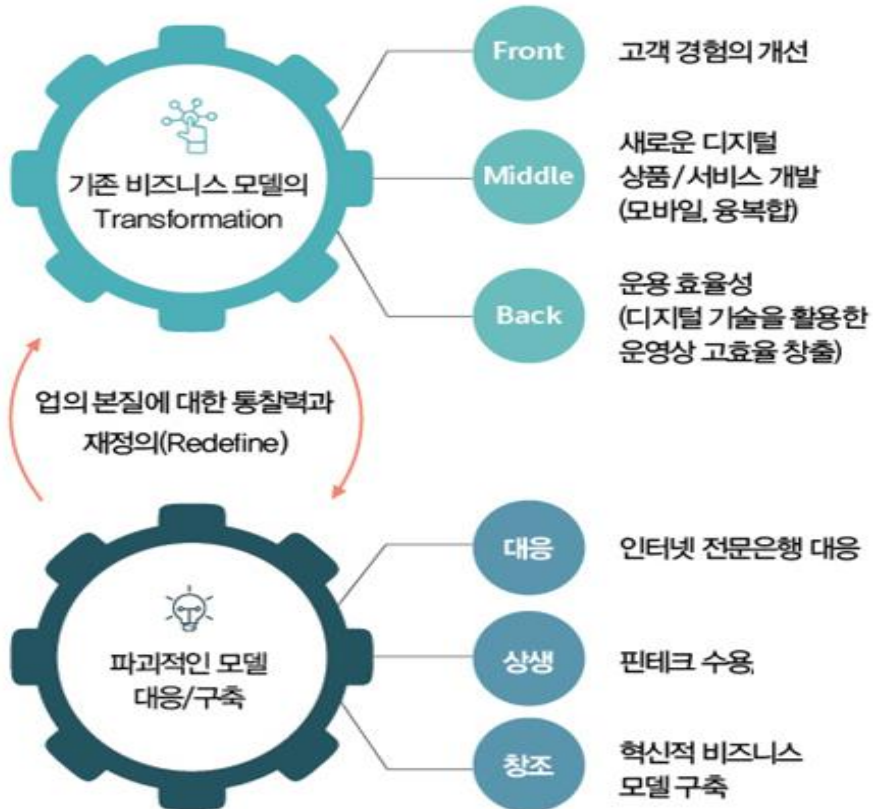 Front
고객 경험의 개선
기존 비즈니스 모델의
Transformation
Middle
새로운 디지털
상품/서비스 개발
(모바일, 융복합)
Back
운용 효율성
(디지털 기술을 활용한
운영상 고효율 창출)
업의 본질에 대한 통찰력과
재정의(Redefine)
파괴적인 모델
대응/구축
대응
인터넷 전문은행 대응
상생
핀테크 수용,
창조
혁신적 비즈니스
모델 구축